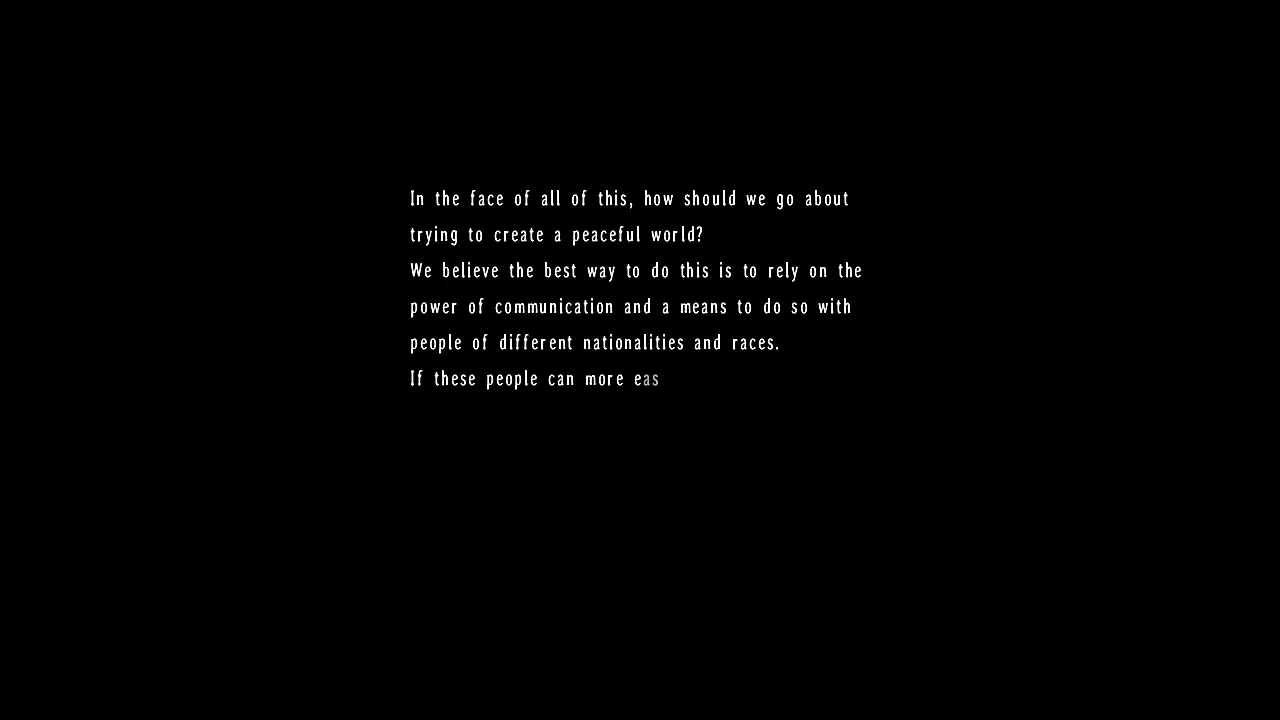 In the face of all of this, how should we go about
trying to create a peaceful world?
We believe the best way to do this is to rely on the
power of communication and a means to do so with
people of different nationalities and races.
If these people can more eas